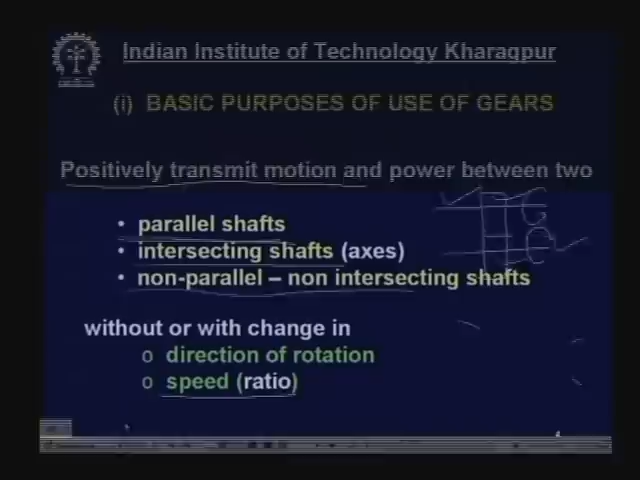 Indian Institute of Technology Kharagpur
(i) BASIC PURPOSES OF USE OF GEARS
Positively transmit motion and power between two
• parallel shafts
• intersecting shafts (axes)
• non-parallel – non intersecting shafts
without or with change in
o direction of rotation
o speed (ratio)
4